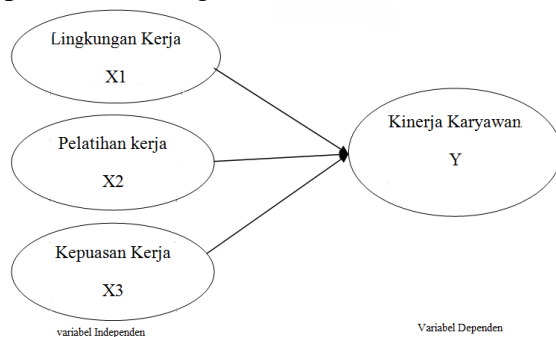 Lingkungan Kerja
X1
Pelatihan kerja
X2
Kepuasan Kerja
X3
variabel Independen
Kinerja Karyawan
Y
Variabel Dependen